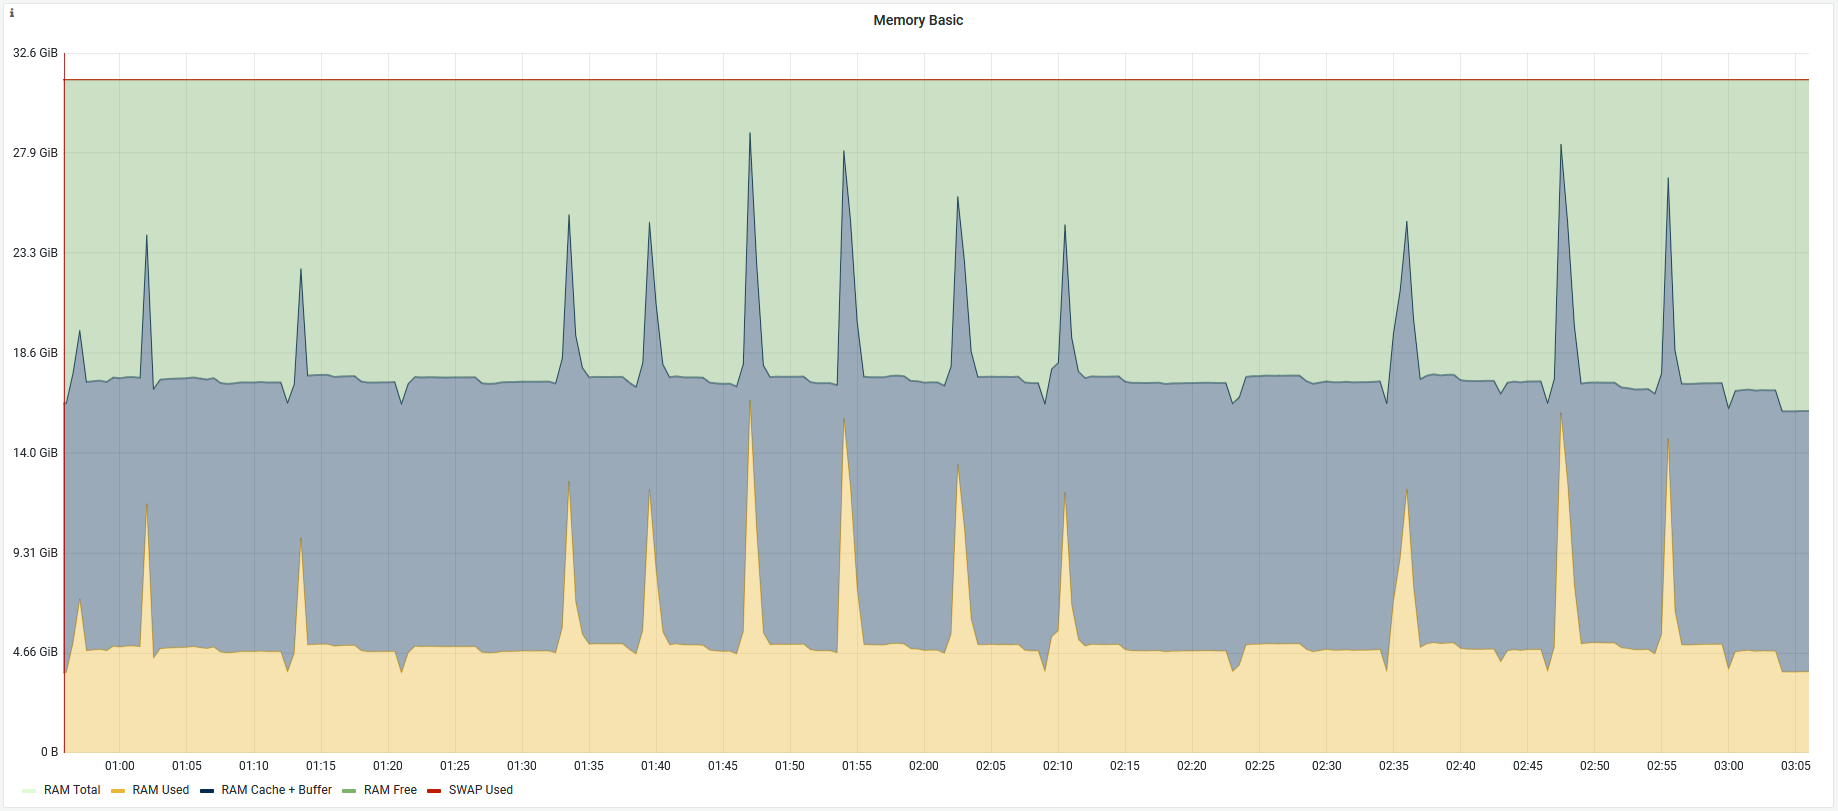 i
Memory Basic
32.6 GiB
27.9 GiB
23.3 GiB
18.6 GiB
14.0 GiB
9.31 GiB
4.66 GiB
0 B
01:00 01:05 01:10 01:15 01:20 01:25 01:30 01:35 01:40 01:45 01:50 01:55 02:00 02:05 02:10 02:15 02:20 02:25 02:30 02:35 02:40 02:45 02:50 02:55 03:00 03:05
RAM Total RAM Used RAM Cache + Buffer RAM Free SWAP Used